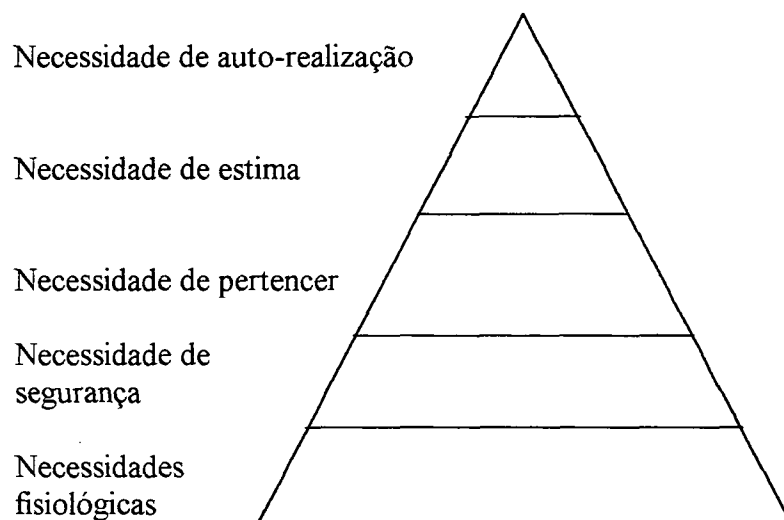 Necessidade de auto-realização
Necessidade de estima
Necessidade de pertencer
Necessidade de
segurança
Necessidades
fisiológicas